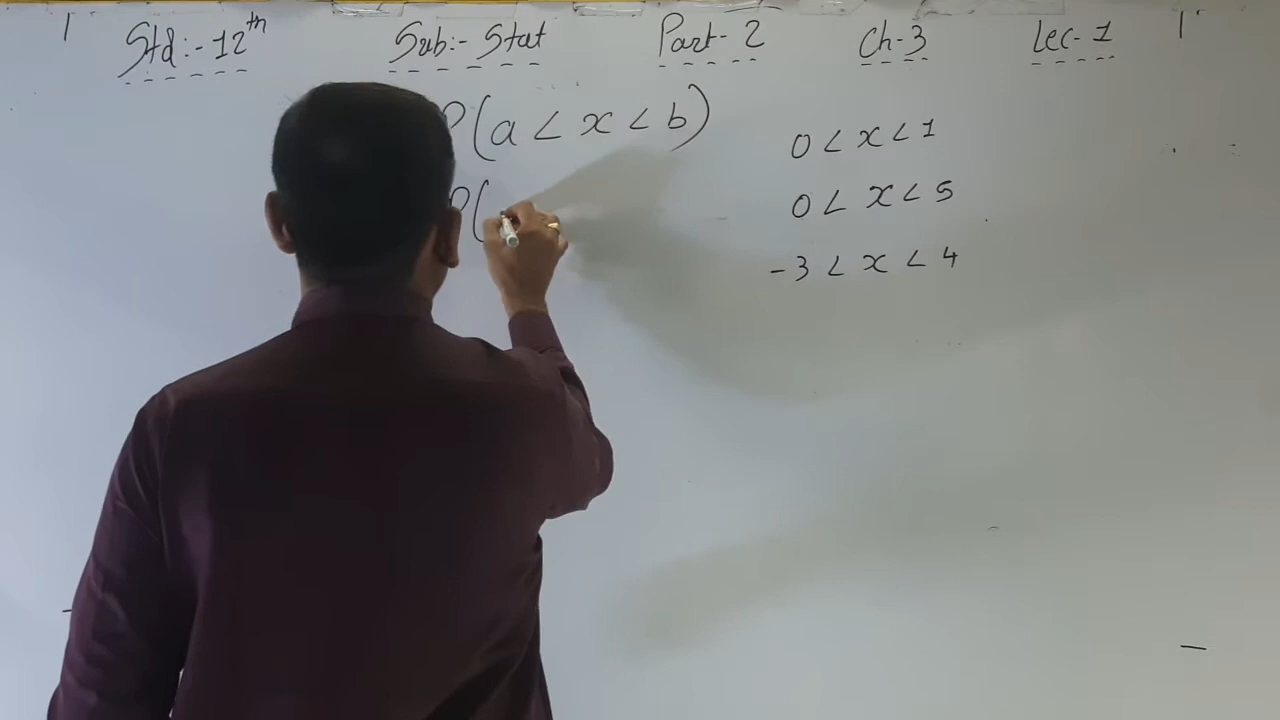 Std:-12th Sub:- Stat Part-2 Ch-3 Lec-1
P(a < x < b)
P(
0 < x < 1
0 < x < 5
-3 < x < 4